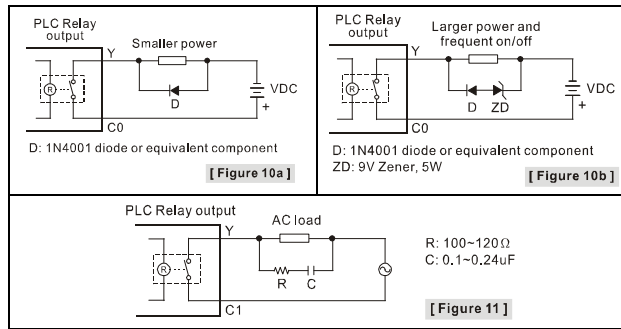 PLC Relay
output
Y
Smaller power
R
D
VDC
+
C0
D: 1N4001 diode or equivalent component
[ Figure 10a ]
PLC Relay
output
Y
Larger power and
frequent on/off
R
D ZD
VDC
+
C0
D: 1N4001 diode or equivalent component
ZD: 9V Zener, 5W
[ Figure 10b ]
PLC Relay output
Y
AC load
R
R C
C1
R: 100~120Ω
C: 0.1~0.24uF
[ Figure 11 ]